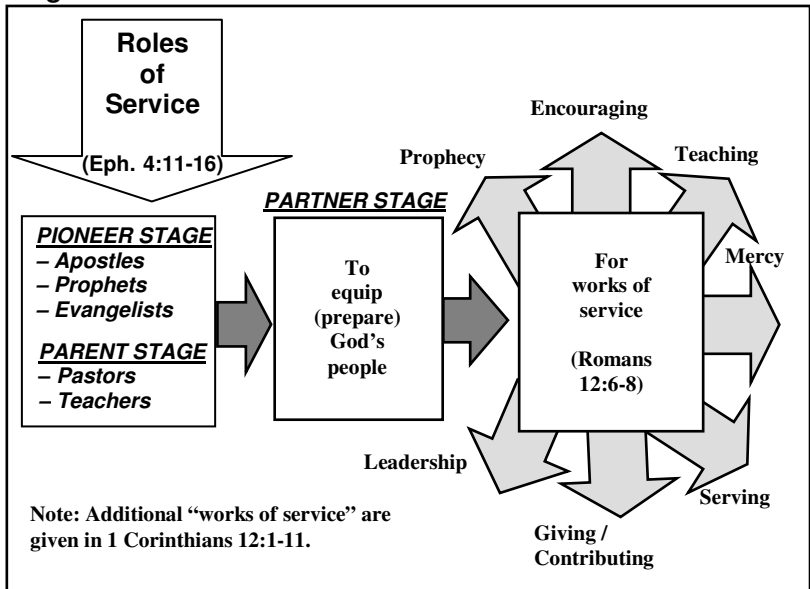 Roles
of
Service
(Eph. 4:11-16)
PIONEER STAGE
– Apostles
– Prophets
– Evangelists
PARENT STAGE
– Pastors
– Teachers
PARTNER STAGE
To
equip
(prepare)
God's
people
For
works of
service
(Romans
12:6-8)
Prophecy
Encouraging
Teaching
Mercy
Serving
Giving /
Contributing
Leadership
Note: Additional “works of service” are
given in 1 Corinthians 12:1-11.